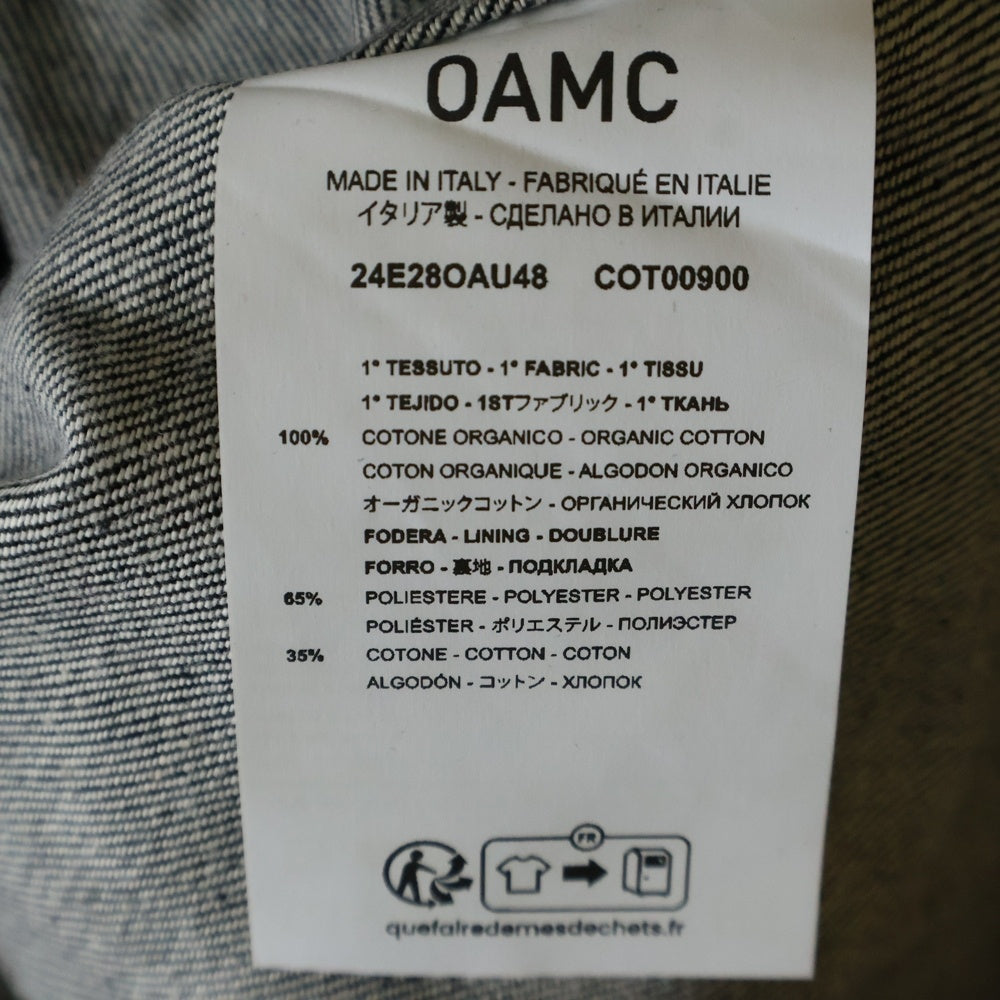 OAMC
MADE IN ITALY - FABRIQUÉ EN ITALIE
イタリア製 - СДЕЛАНО В ИТАЛИИ
24E28OAU48 COT00900
1° TESSUTO - 1° FABRIC - 1° TISSU
1° TEJIDO - 1STファブリック - 1° ТКАНЬ
100% COTONE ORGANICO - ORGANIC COTTON
COTON ORGANIQUE - ALGODON ORGANICO
オーガニックコットン - ОРГАНИЧЕСКИЙ ХЛОПОК
FODERA - LINING - DOUBLURE
FORRO - 裏地 - ПОДКЛАДКА
65% POLIESTERE - POLYESTER - POLYESTER
POLIÉSTER - ポリエステル - ПОЛИЭСТЕР
35% COTONE - COTTON - COTON
ALGODÓN - コットン - ХЛОПОК
FR
quefairedemesdechets.fr